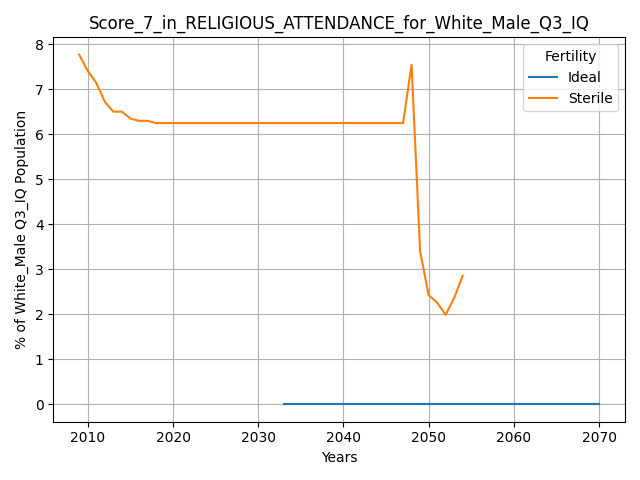 Score_7_in_RELIGIOUS_ATTENDANCE_for_White_Male_Q3_IQ
Fertility
Ideal
Sterile
% of White_Male Q3_IQ Population
8
7
6
5
4
3
2
1
0
2010 2020 2030 2040 2050 2060 2070
Years